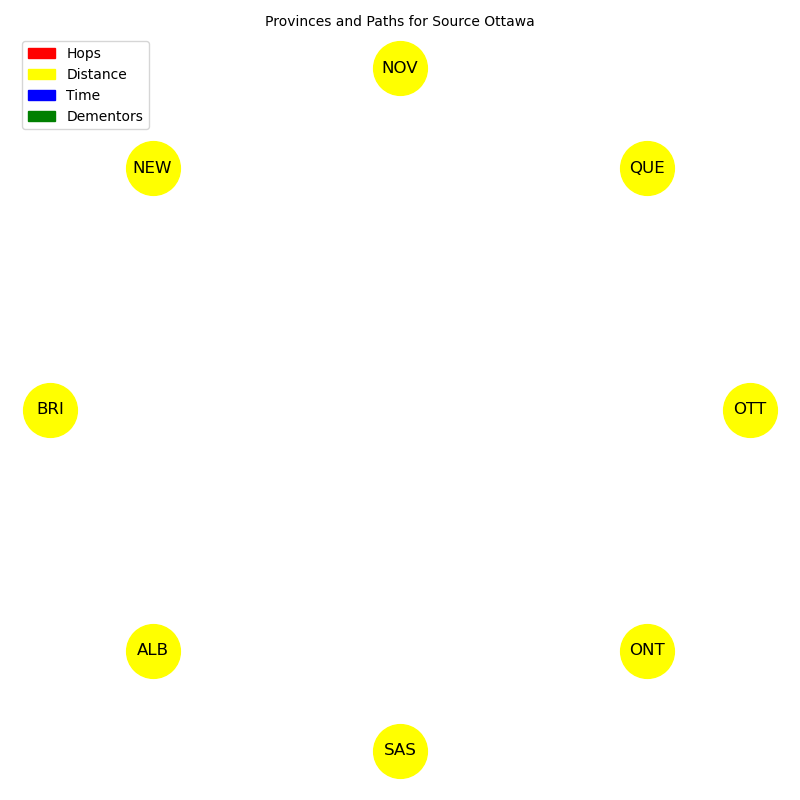 Provinces and Paths for Source Ottawa
Hops
Distance
Time
Dementors
NOV
NEW
QUE
BRI
OTT
ALB
ONT
SAS